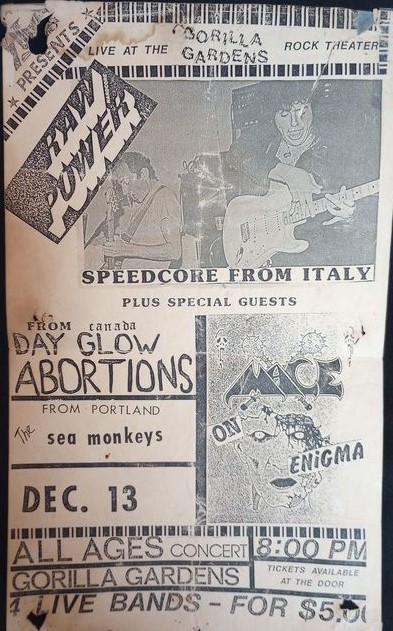 PRESENTS
LIVE AT THE GORILLA GARDENS ROCK THEATER
RAW POWER
SPEEDCORE FROM ITALY
PLUS SPECIAL GUESTS
FROM canada
DAY GLOW
ABORTIONS
FROM PORTLAND
The sea monkeys
DEC. 13
MACE
ON
ENiGMA
ALL AGES CONCERT
8:00 PM
GORILLA GARDENS
TICKETS AVAILABLE
AT THE DOOR
4 LIVE BANDS - FOR $5.00